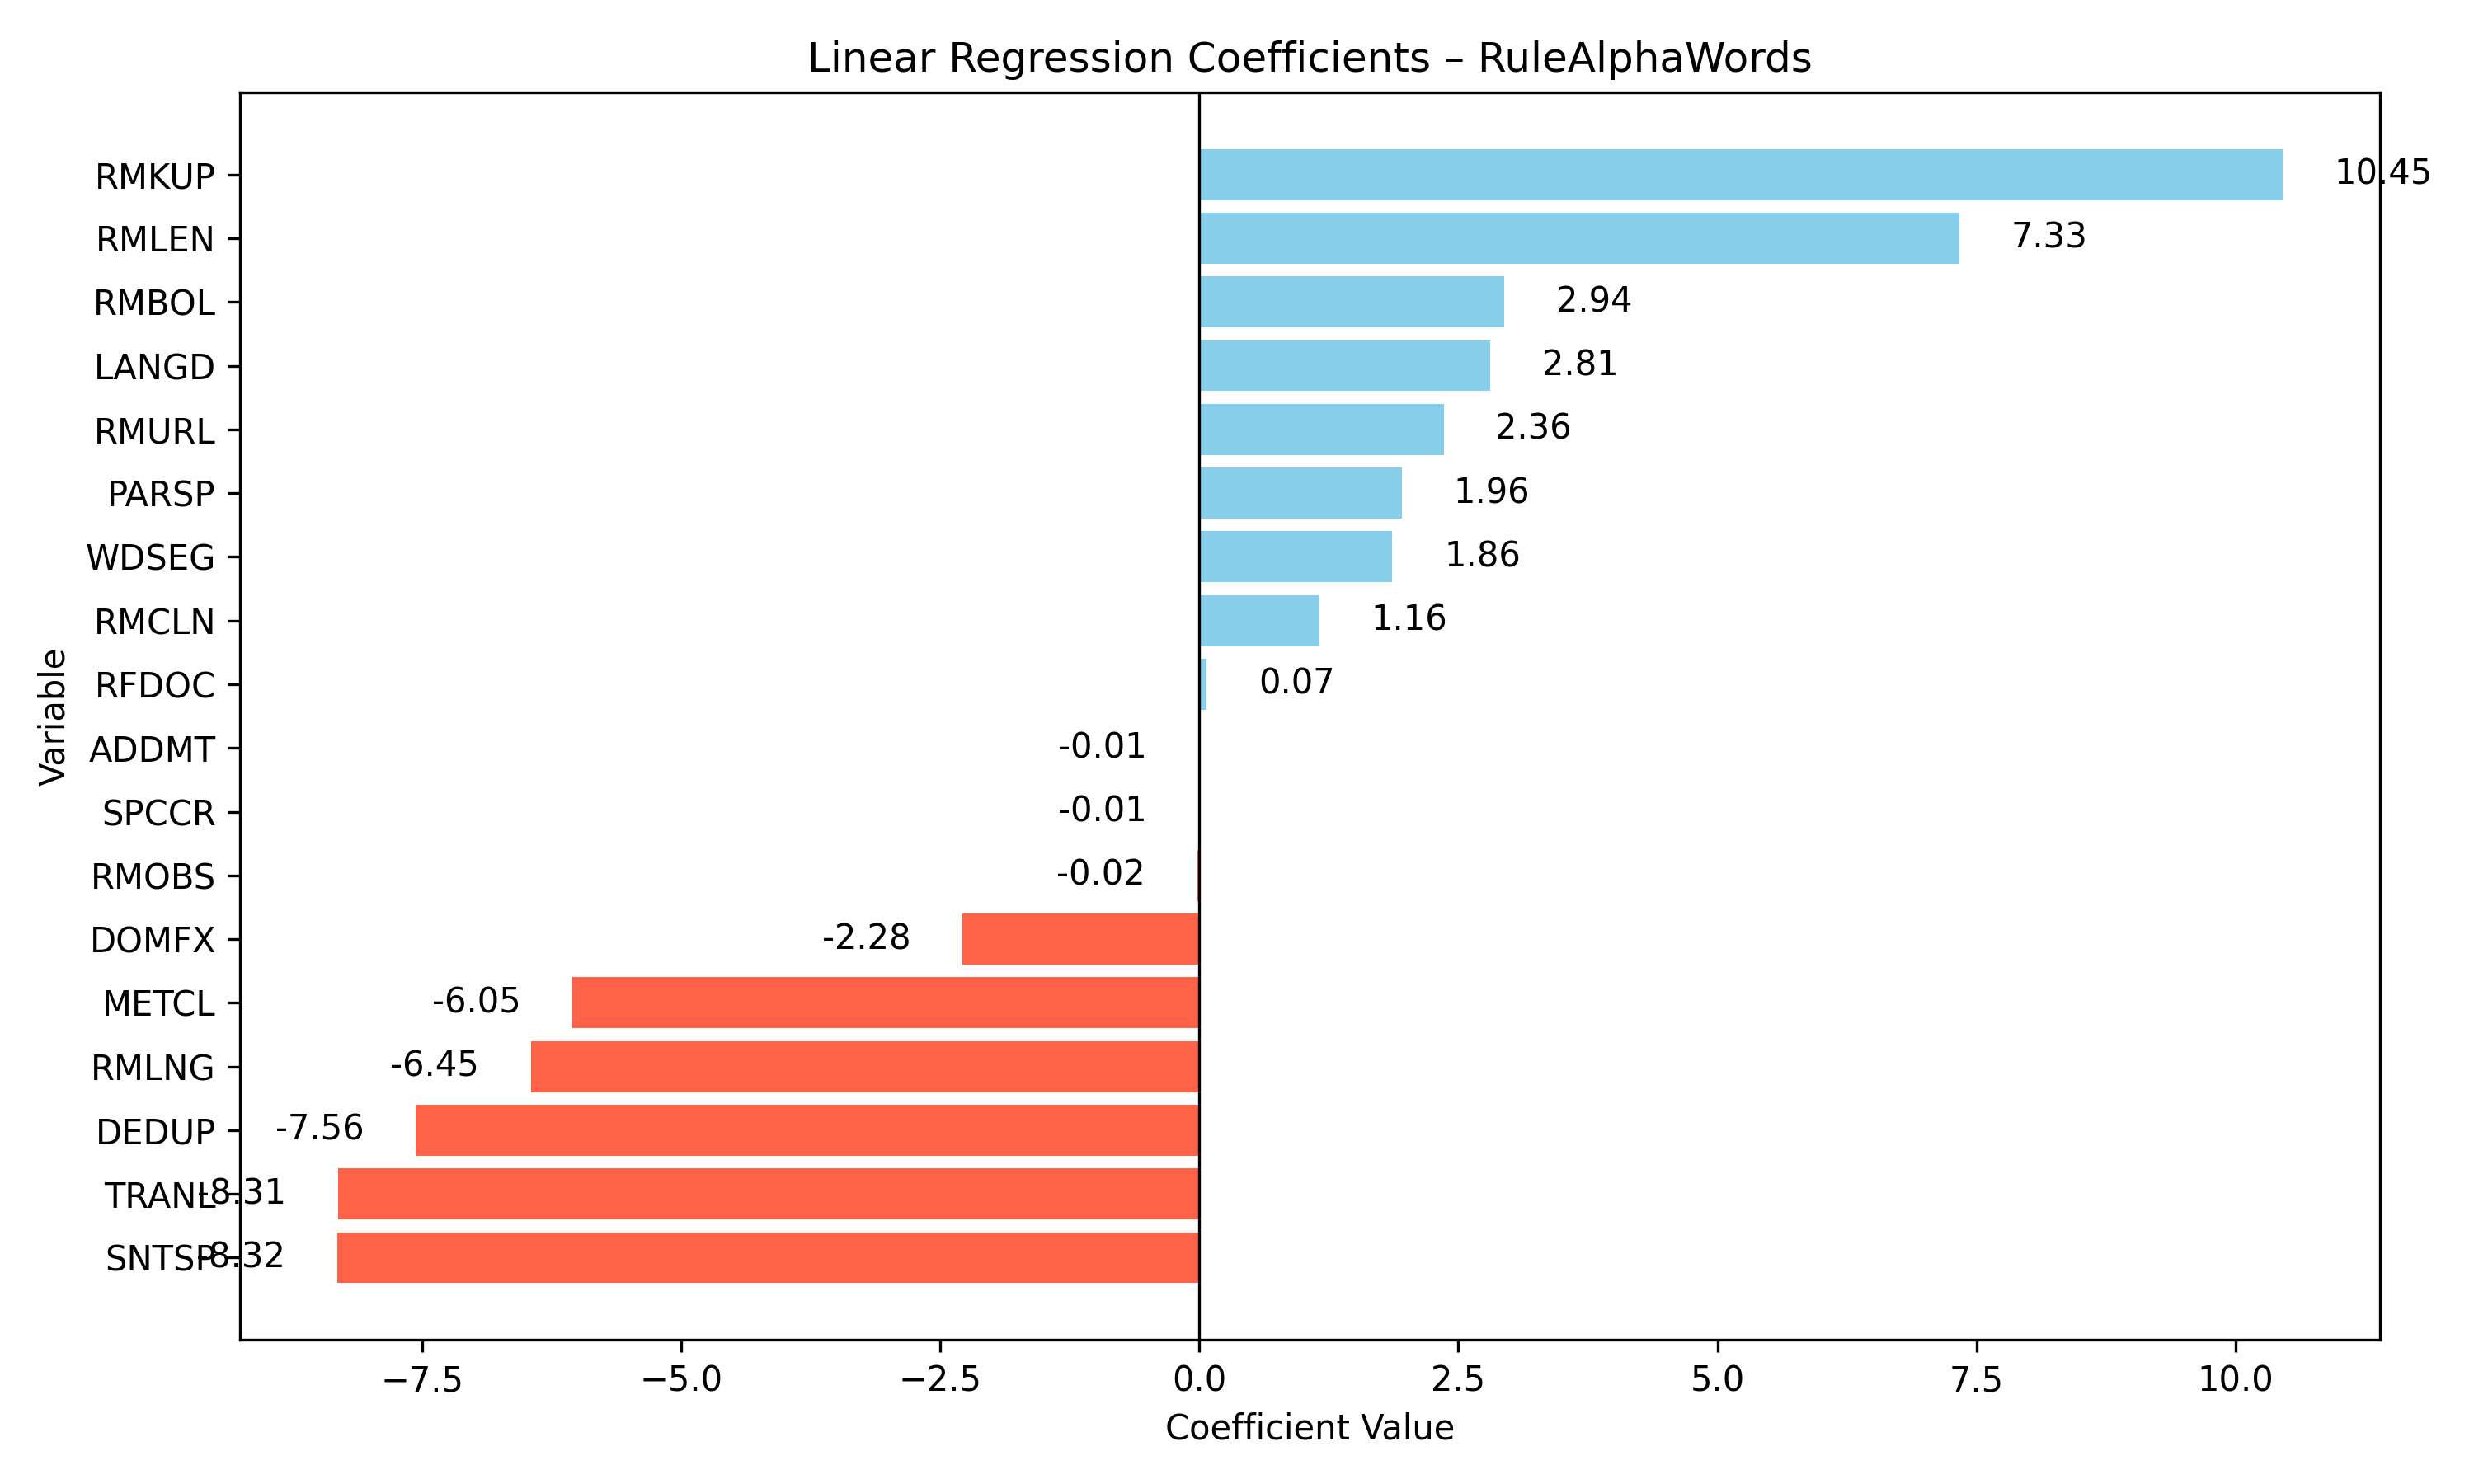 Linear Regression Coefficients – RuleAlphaWords
Variable
RMKUP 10.45
RMLEN 7.33
RMBOL 2.94
LANGD 2.81
RMURL 2.36
PARSP 1.96
WDSEG 1.86
RMCLN 1.16
RFDOC 0.07
ADDMT -0.01
SPCCR -0.01
RMOBS -0.02
DOMFX -2.28
METCL -6.05
RMLNG -6.45
DEDUP -7.56
TRANL -8.31
SNTSP -8.32
−7.5 −5.0 −2.5 0.0 2.5 5.0 7.5 10.0
Coefficient Value